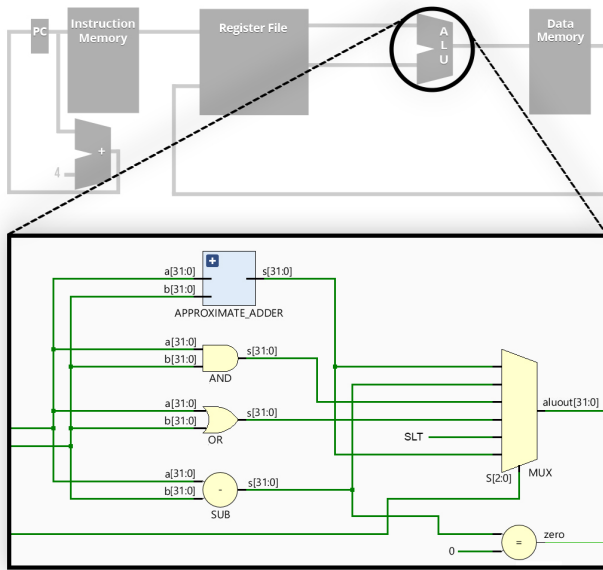 PC
Instruction
Memory
Register File
A
L
U
Data
Memory
+
4
+
a[31:0]
s[31:0]
b[31:0]
APPROXIMATE_ADDER
a[31:0]
s[31:0]
b[31:0]
AND
a[31:0]
s[31:0]
b[31:0]
OR
SLT
aluout[31:0]
a[31:0]
-
s[31:0]
b[31:0]
SUB
S[2:0]
MUX
=
zero
0